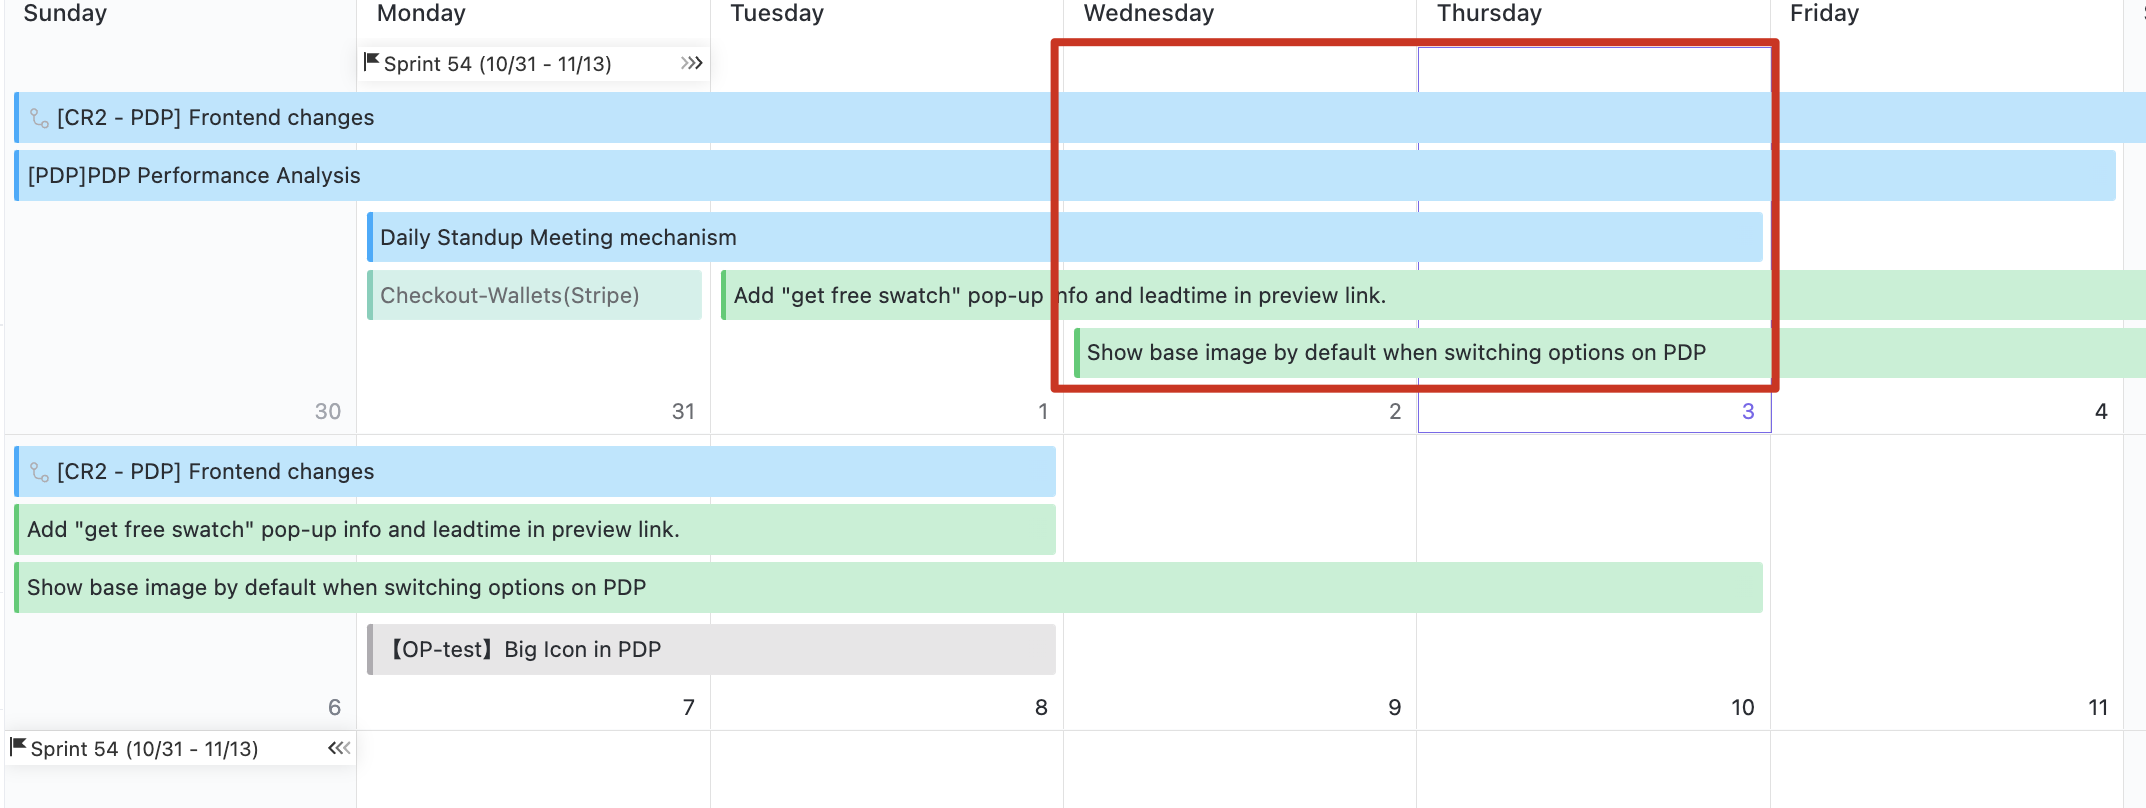 Sunday Monday Tuesday Wednesday Thursday Friday
Sprint 54 (10/31 - 11/13)
[CR2 - PDP] Frontend changes
[PDP]PDP Performance Analysis
Daily Standup Meeting mechanism
Checkout-Wallets(Stripe) Add "get free swatch" pop-up info and leadtime in preview link.
Show base image by default when switching options on PDP
30 31 1 2 3 4
[CR2 - PDP] Frontend changes
Add "get free swatch" pop-up info and leadtime in preview link.
Show base image by default when switching options on PDP
【OP-test】Big Icon in PDP
6 7 8 9 10 11
Sprint 54 (10/31 - 11/13)